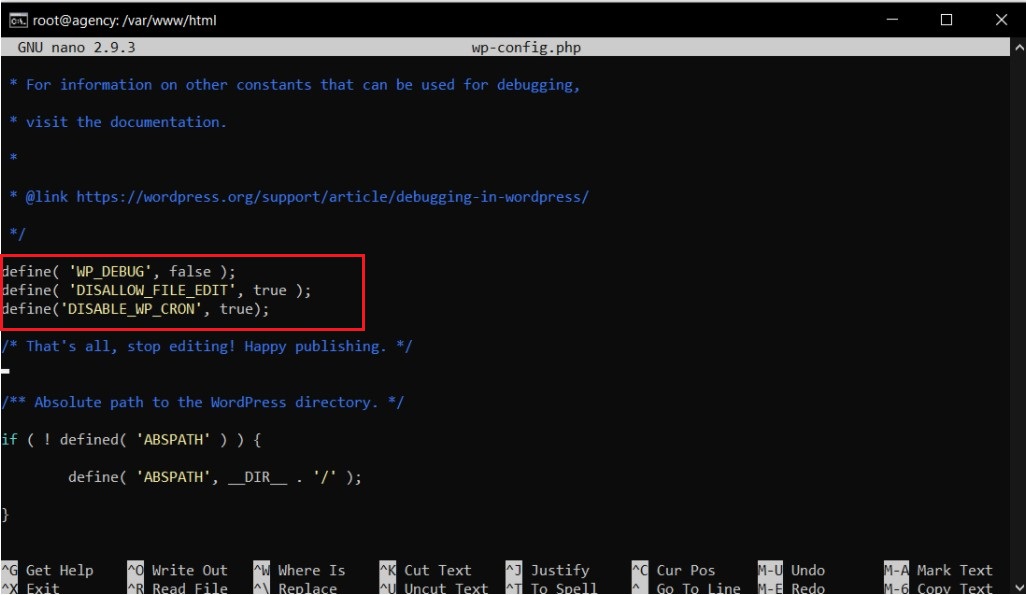 root@agency: /var/www/html
GNU nano 2.9.3 wp-config.php
* For information on other constants that can be used for debugging,
* visit the documentation.
*
* @link https://wordpress.org/support/article/debugging-in-wordpress/
*/
define( 'WP_DEBUG', false );
define( 'DISALLOW_FILE_EDIT', true );
define('DISABLE_WP_CRON', true);
/* That's all, stop editing! Happy publishing. */
/** Absolute path to the WordPress directory. */
if ( ! defined( 'ABSPATH' ) ) {
define( 'ABSPATH', __DIR__ . '/' );
}
^G Get Help ^O Write Out ^W Where Is ^K Cut Text ^J Justify ^C Cur Pos M-U Undo M-A Mark Text
^X Exit ^R Read File ^\ Replace ^U Uncut Text ^T To Spell ^_ Go To Line M-E Redo M-6 Copy Text